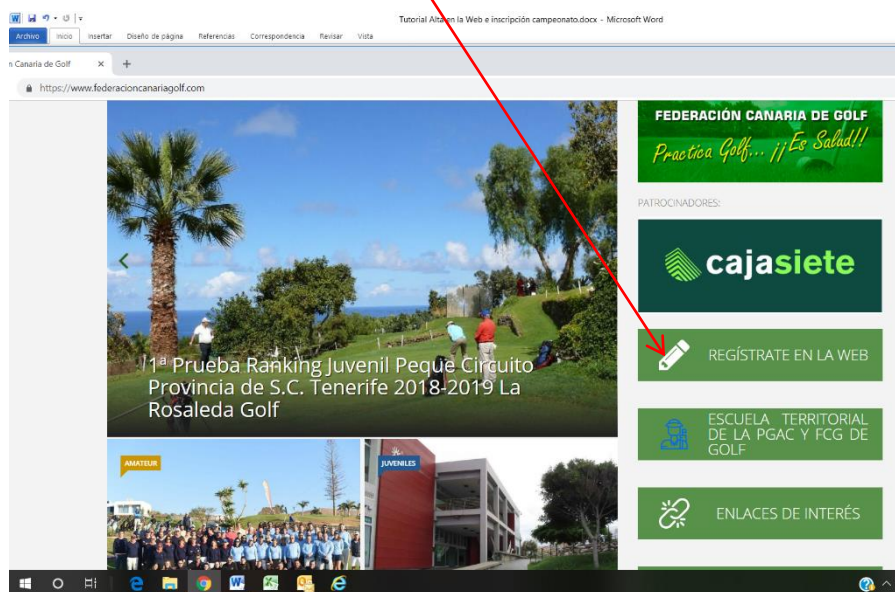 Tutorial Alta en la Web e inscripción campeonato.docx - Microsoft Word
Archivo Inicio Insertar Diseño de página Referencias Correspondencia Revisar Vista
n Canaria de Golf × +
https://www.federacioncanariagolf.com
FEDERACIÓN CANARIA DE GOLF
Practica Golf... ¡¡Es Salud!!
PATROCINADORES:
cajasiete
1ª Prueba Ranking Juvenil Peque Circuito
Provincia de S.C. Tenerife 2018-2019 La
Rosaleda Golf
REGÍSTRATE EN LA WEB
ESCUELA TERRITORIAL
DE LA PGAC Y FCG DE
GOLF
AMATEUR
JUVENILES
ENLACES DE INTERÉS